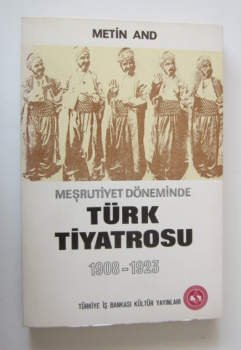 METİN AND
MEŞRUTİYET DÖNEMİNDE
TÜRK
TİYATROSU
1908-1923
TÜRKİYE İŞ BANKASI KÜLTÜR YAYINLARI